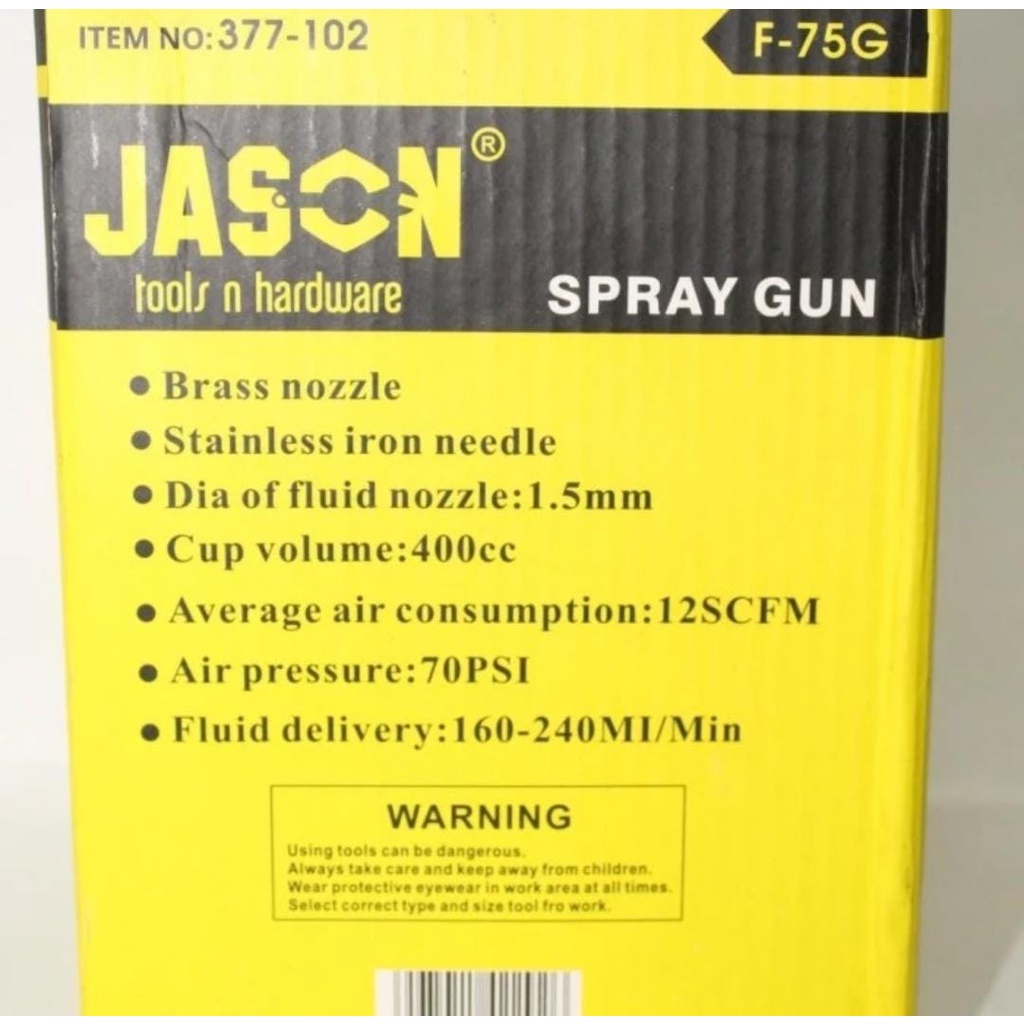 ITEM NO: 377-102
F-75G
JASON®
tools n hardware
SPRAY GUN
● Brass nozzle
● Stainless iron needle
● Dia of fluid nozzle:1.5mm
● Cup volume:400cc
● Average air consumption:12SCFM
● Air pressure:70PSI
● Fluid delivery:160-240MI/Min
WARNING
Using tools can be dangerous.
Always take care and keep away from children.
Wear protective eyewear in work area at all times.
Select correct type and size tool fro work.